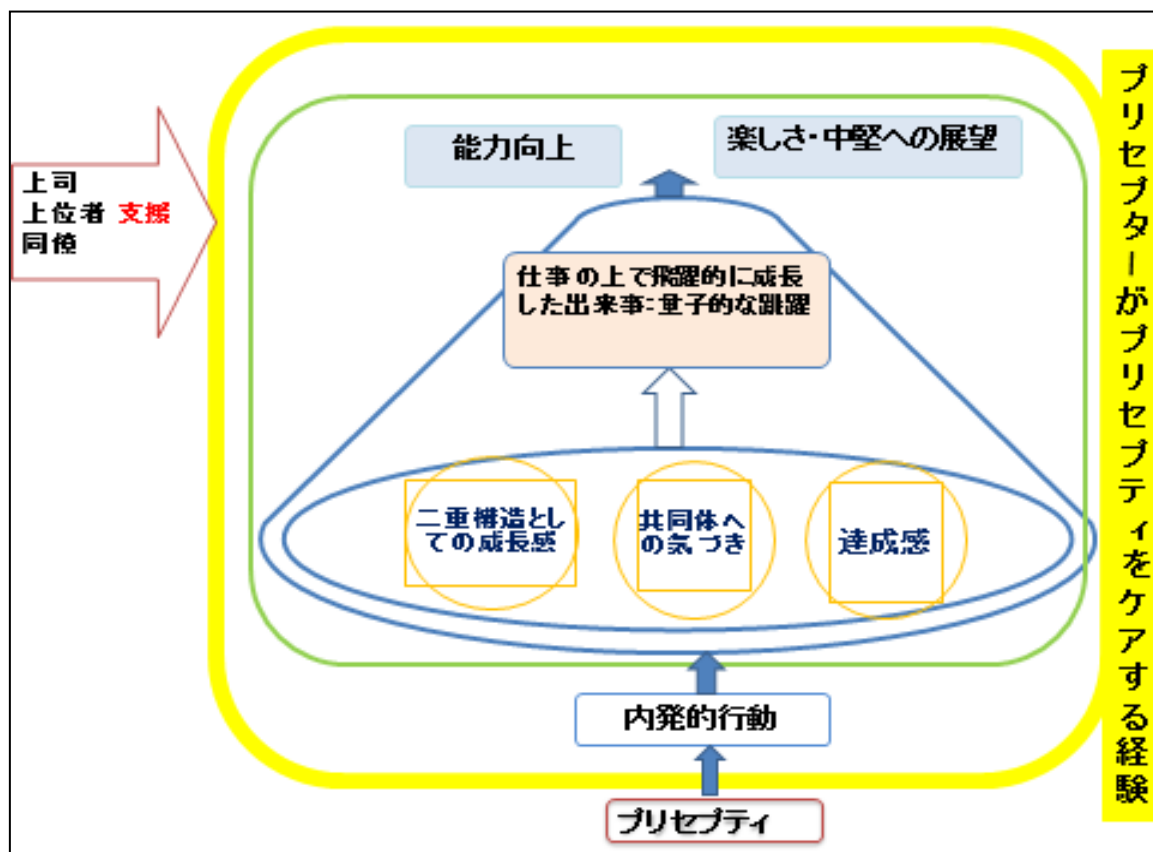 能力向上
楽しさ・中堅への展望
上司
上位者 支援
同僚
仕事の上で飛躍的に成長
した出来事:量子的な跳躍
二重構造とし
ての成長感
共同体へ
の気づき
達成感
内発的行動
プリセプティ
プリセプターがプリセプティをケアする経験